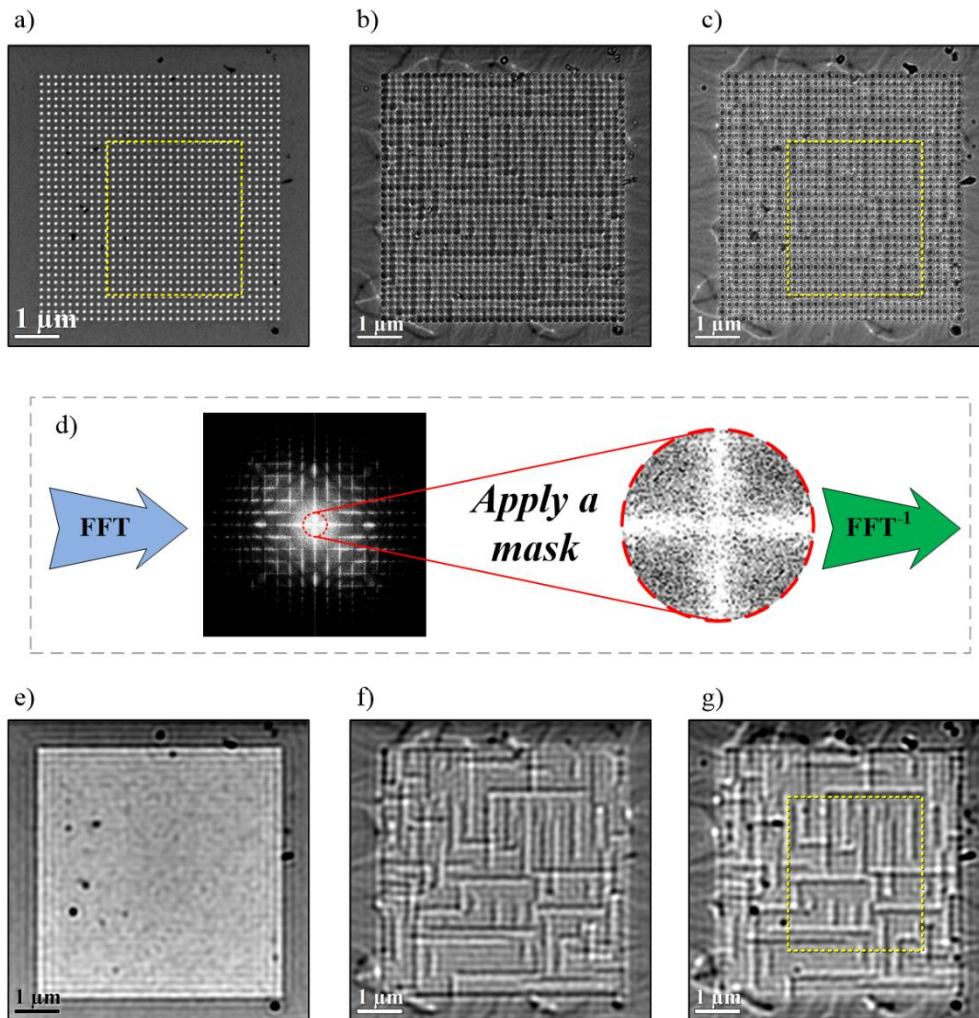 a)
b)
c)
1 µm
1 µm
1 µm
d)
FFT
Apply a
mask
FFT-1
e)
f)
g)
1 µm
1 µm
1 µm